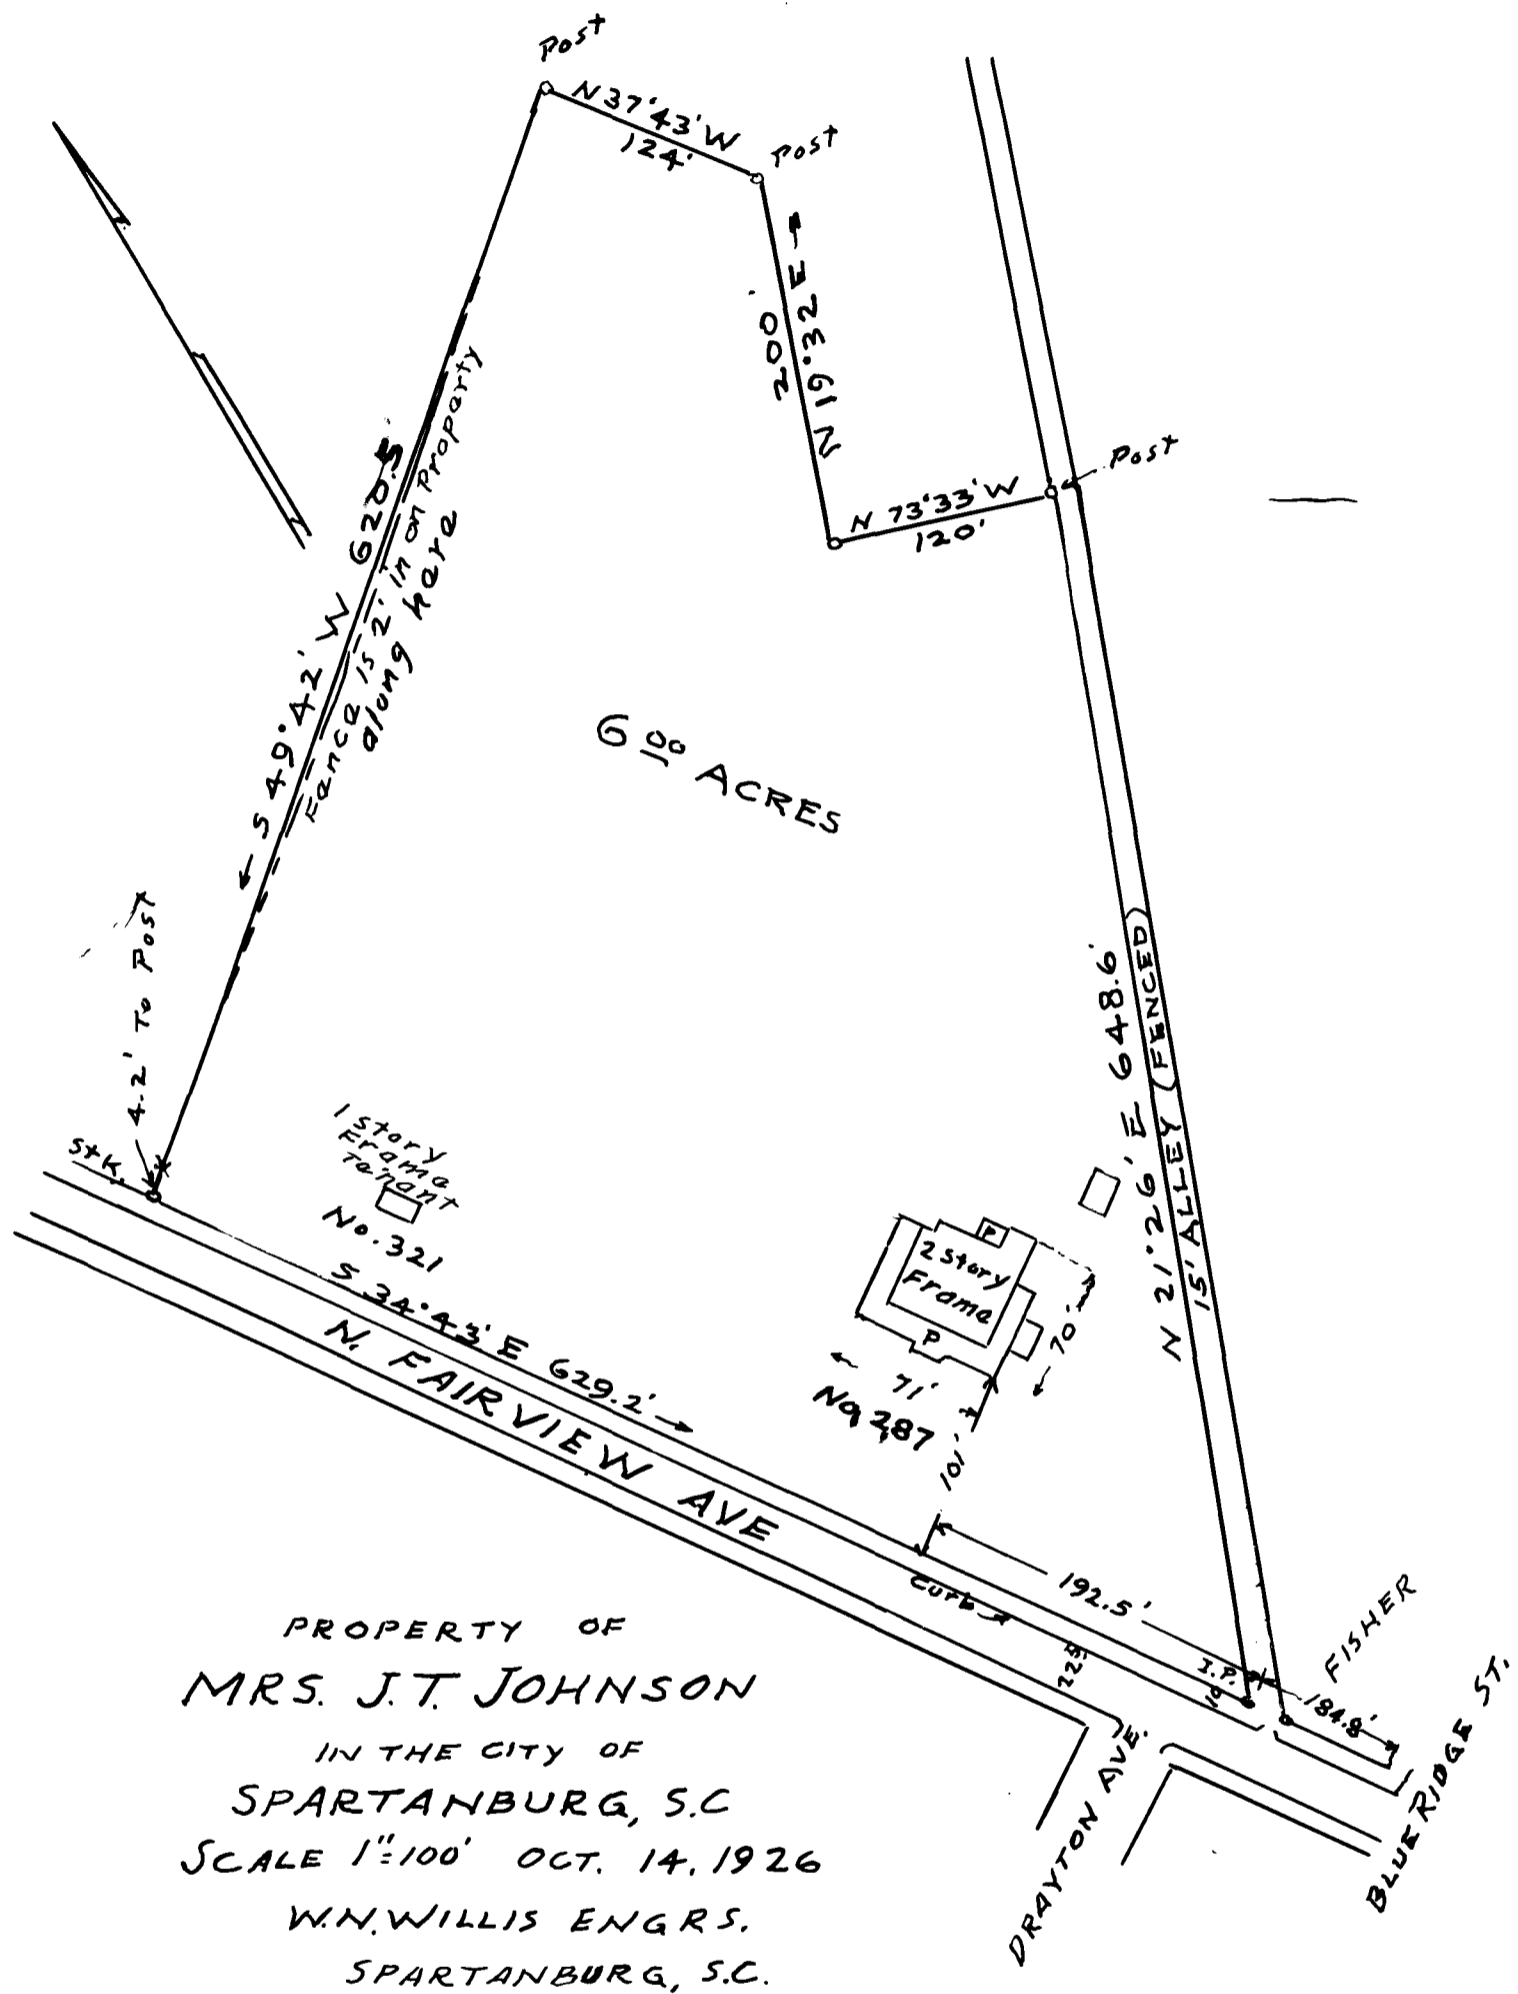 Post
N 37°43' W
124'
Post
200'
N 19°32 E
Post
N 73°33' W
120'
S 49°42' W 620.5'
Fence is 2' in on Property
along here
6 00 ACRES
4.2' To Post
Stk.
1 Story
Frame
Tenant
No. 321
S 34°43' E 629.2'
N. FAIRVIEW AVE
N 21°26' E 648.6'
15' ALLEY (FENCED)
P
2 Story
Frame
P
70'
71'
No. 287
101'
192.5'
Curb
225
I.P.
19'
FISHER
184.8'
DRAYTON AVE.
BLUE RIDGE ST.
PROPERTY OF
MRS. J.T. JOHNSON
IN THE CITY OF
SPARTANBURG, S.C
SCALE 1"=100' OCT. 14. 1926
W.N. WILLIS ENGRS.
SPARTANBURG, S.C.